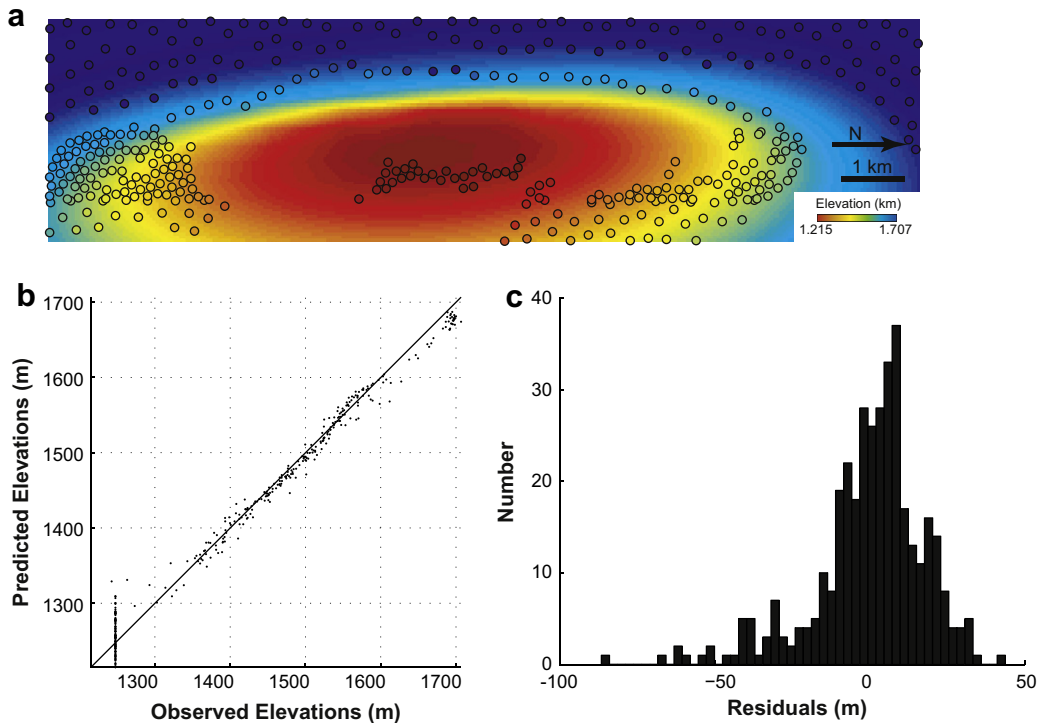 a
N
1 km
Elevation (km)
1.215 1.707
b
1700
1600
1500
1400
1300
Predicted Elevations (m)
1300 1400 1500 1600 1700
Observed Elevations (m)
c
40
30
20
10
0
Number
-100 −50 0 50
Residuals (m)